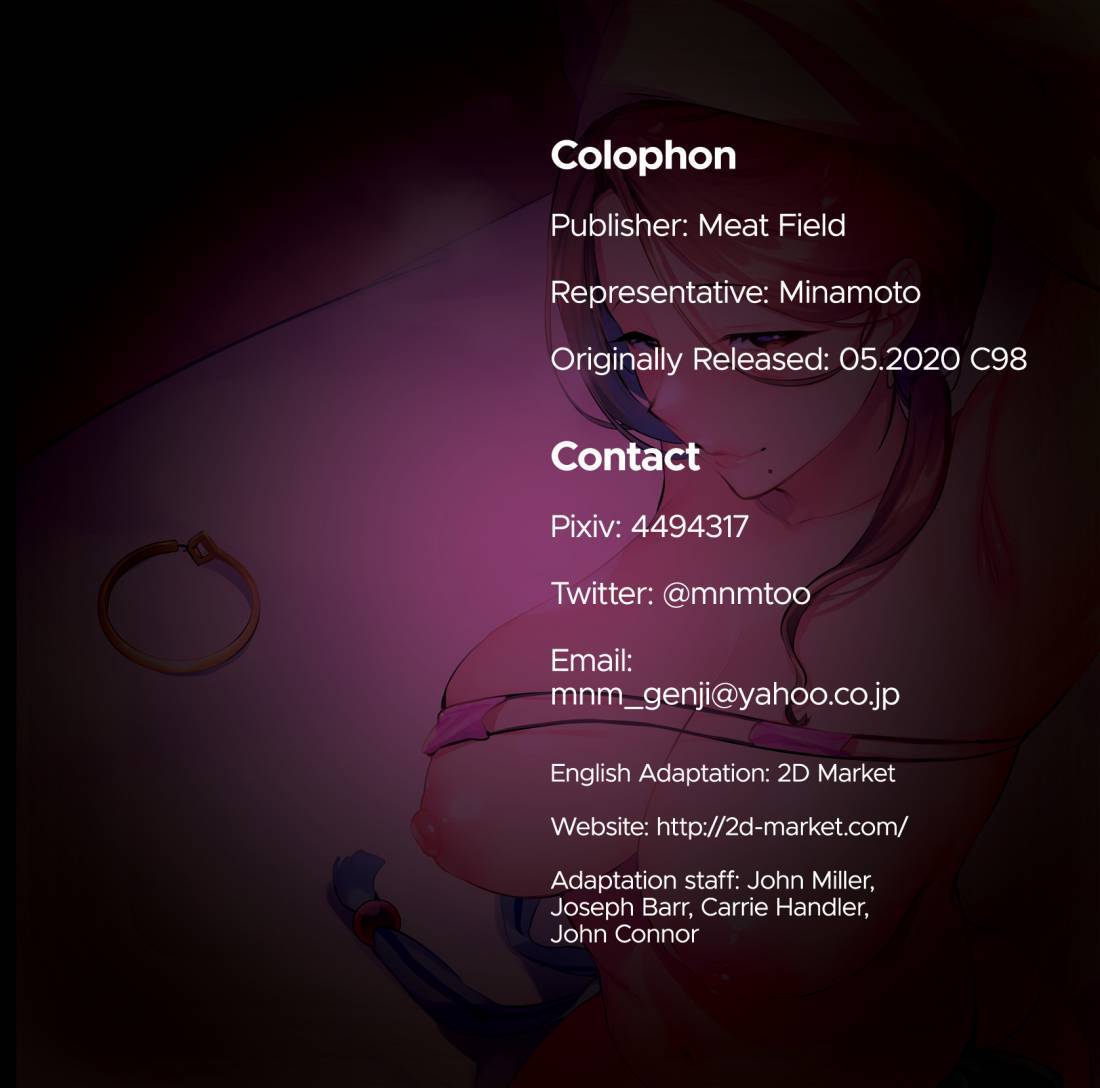 Colophon
Publisher: Meat Field
Representative: Minamoto
Originally Released: 05.2020 C98
Contact
Pixiv: 4494317
Twitter: @mnmtoo
Email:
mnm_genji@yahoo.co.jp
English Adaptation: 2D Market
Website: http://2d-market.com/
Adaptation staff: John Miller,
Joseph Barr, Carrie Handler,
John Connor